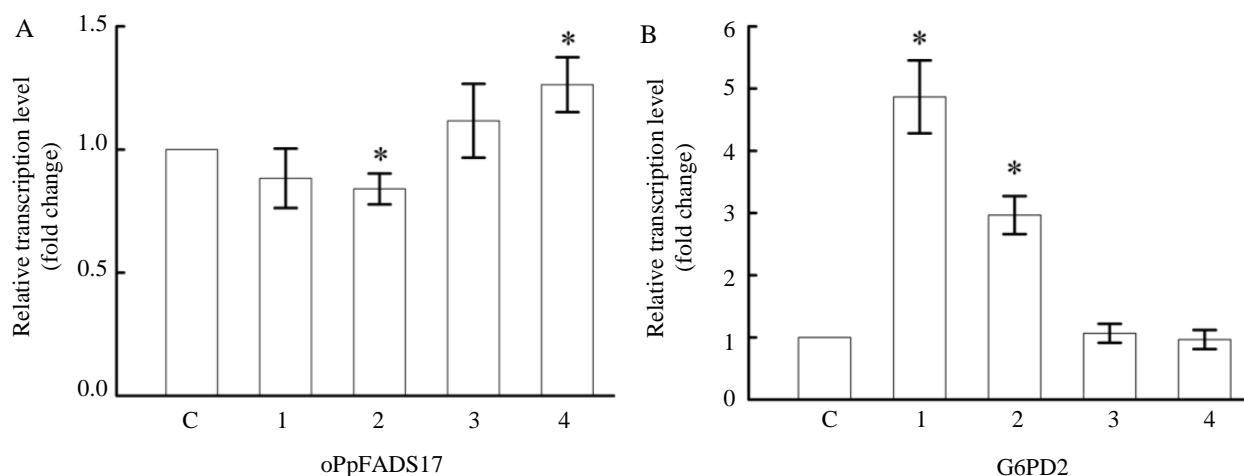 A
Relative transcription level
(fold change)
1.5
1.0
0.5
0.0
*
*
C 1 2 3 4
oPpFADS17
B
Relative transcription level
(fold change)
6
5
4
3
2
1
0
*
*
C 1 2 3 4
G6PD2